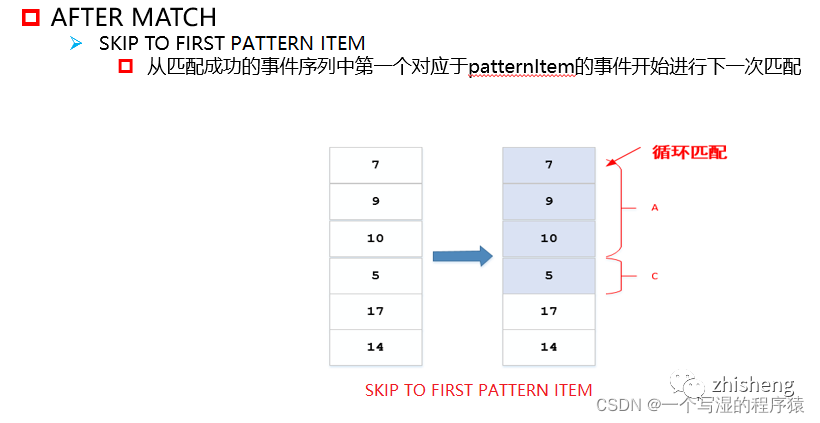 AFTER MATCH
SKIP TO FIRST PATTERN ITEM
从匹配成功的事件序列中第一个对应于patternItem的事件开始进行下一次匹配
循环匹配
7 7
9 9 A
10 10
5 5 C
17 17
14 14
SKIP TO FIRST PATTERN ITEM
zhisheng
CSDN @一个写湿的程序猿